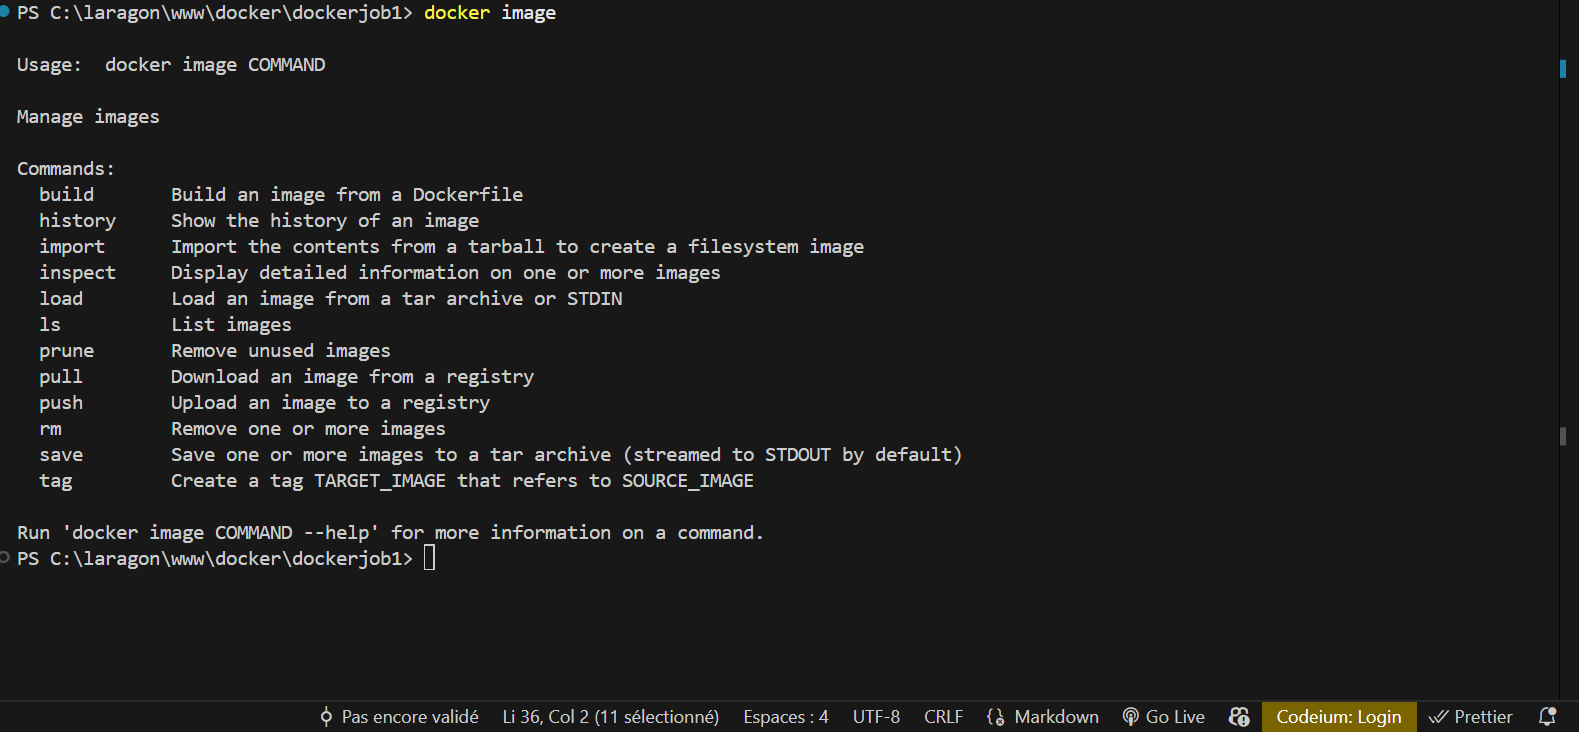 PS C:\laragon\www\docker\dockerjob1> docker image
Usage:  docker image COMMAND
Manage images
Commands:
  build       Build an image from a Dockerfile
  history     Show the history of an image
  import      Import the contents from a tarball to create a filesystem image
  inspect     Display detailed information on one or more images
  load        Load an image from a tar archive or STDIN
  ls          List images
  prune       Remove unused images
  pull        Download an image from a registry
  push        Upload an image to a registry
  rm          Remove one or more images
  save        Save one or more images to a tar archive (streamed to STDOUT by default)
  tag         Create a tag TARGET_IMAGE that refers to SOURCE_IMAGE
Run 'docker image COMMAND --help' for more information on a command.
PS C:\laragon\www\docker\dockerjob1>
Pas encore validé Li 36, Col 2 (11 sélectionné) Espaces : 4 UTF-8 CRLF Markdown Go Live Codeium: Login Prettier